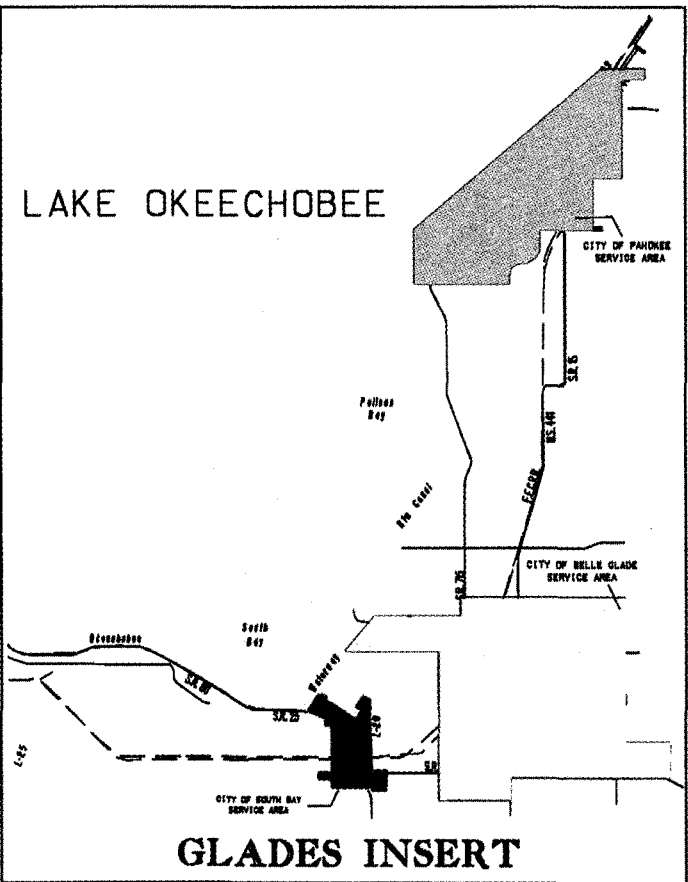 LAKE OKEECHOBEE
CITY OF PAHOKEE
SERVICE AREA
S.R. 15
Pelican
Bay
U.S. 441
F.E.C.R.R.
Rim Canal
CITY OF BELLE GLADE
SERVICE AREA
S.R. 715
South
Bay
Okeechobee
Waterway
S.R. 80
S.R. 25
L-20
L-25
S.R.
CITY OF SOUTH BAY
SERVICE AREA
GLADES INSERT